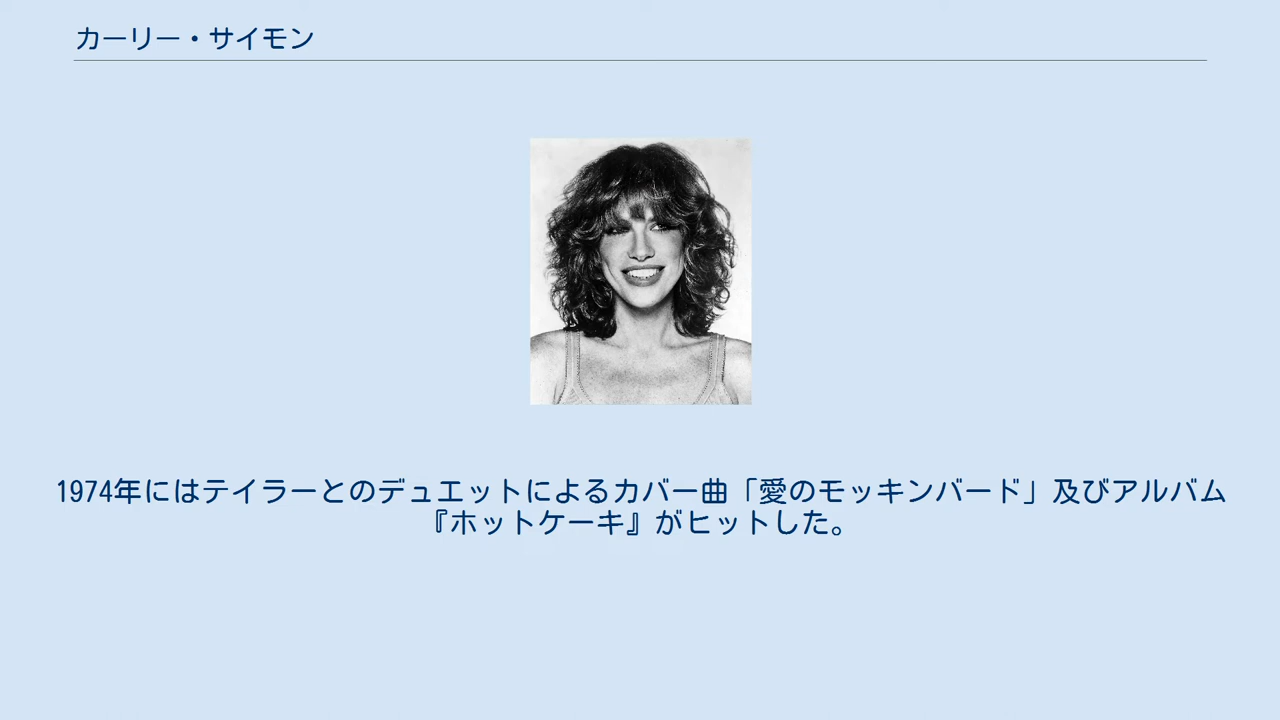 カーリー・サイモン
1974年にはテイラーとのデュエットによるカバー曲「愛のモッキンバード」及びアルバム
『ホットケーキ』がヒットした。